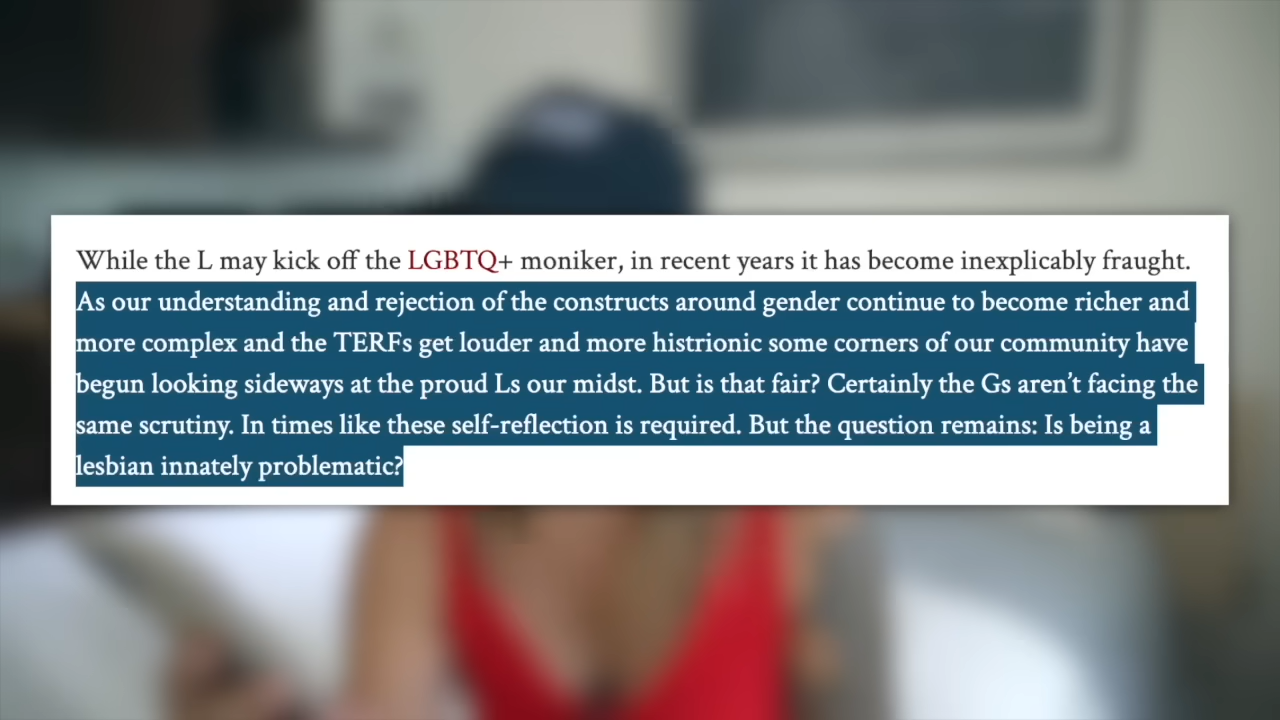 While the L may kick off the LGBTQ+ moniker, in recent years it has become inexplicably fraught.
As our understanding and rejection of the constructs around gender continue to become richer and
more complex and the TERFs get louder and more histrionic some corners of our community have
begun looking sideways at the proud Ls our midst. But is that fair? Certainly the Gs aren’t facing the
same scrutiny. In times like these self-reflection is required. But the question remains: Is being a
lesbian innately problematic?